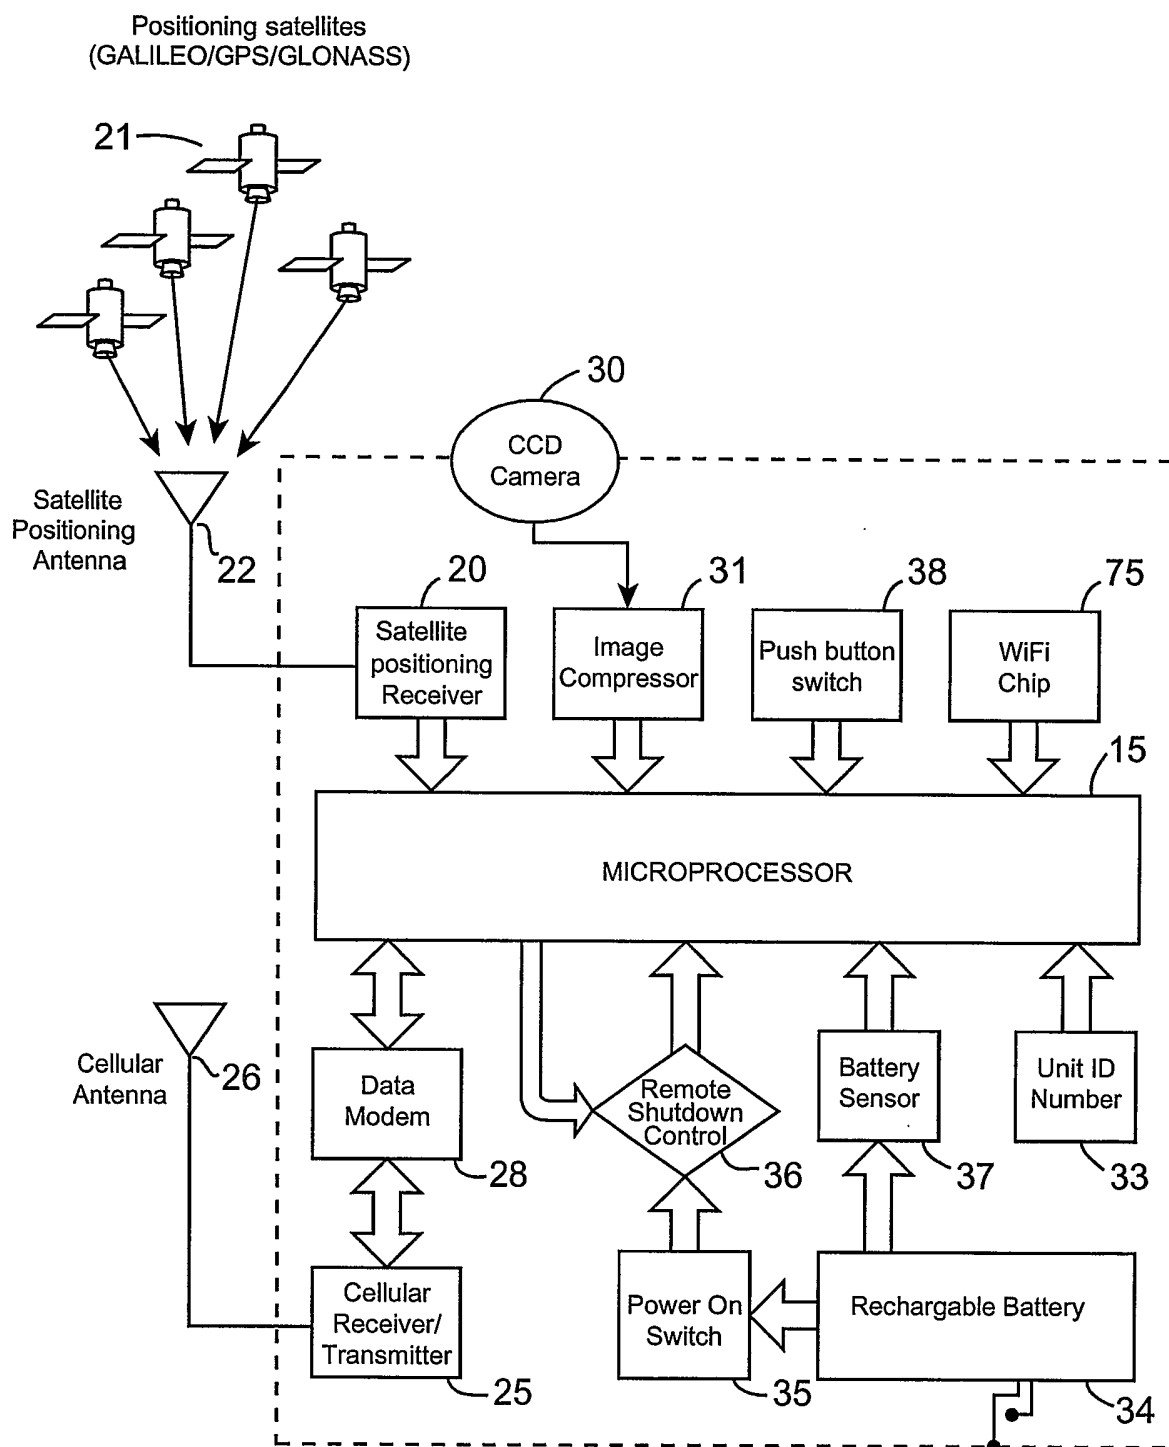 Positioning satellites
(GALILEO/GPS/GLONASS)
21
30
CCD
Camera
Satellite
Positioning
Antenna
22
20
31
38
75
Satellite
positioning
Receiver
Image
Compressor
Push button
switch
WiFi
Chip
15
MICROPROCESSOR
Cellular
Antenna
26
Data
Modem
28
Remote
Shutdown
Control
36
Battery
Sensor
37
Unit ID
Number
33
Cellular
Receiver/
Transmitter
25
Power On
Switch
35
Rechargable Battery
34